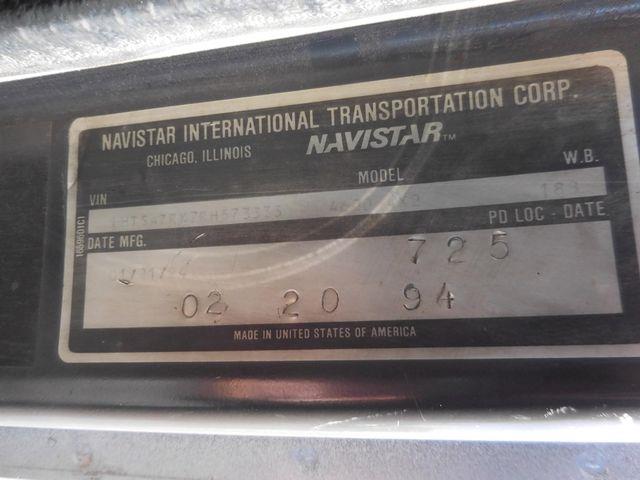 NAVISTAR INTERNATIONAL TRANSPORTATION CORP.
CHICAGO, ILLINOIS NAVISTAR™
VIN MODEL W.B.
PD LOC - DATE
DATE MFG. 725
02 20 94
MADE IN UNITED STATES OF AMERICA
1659601C1